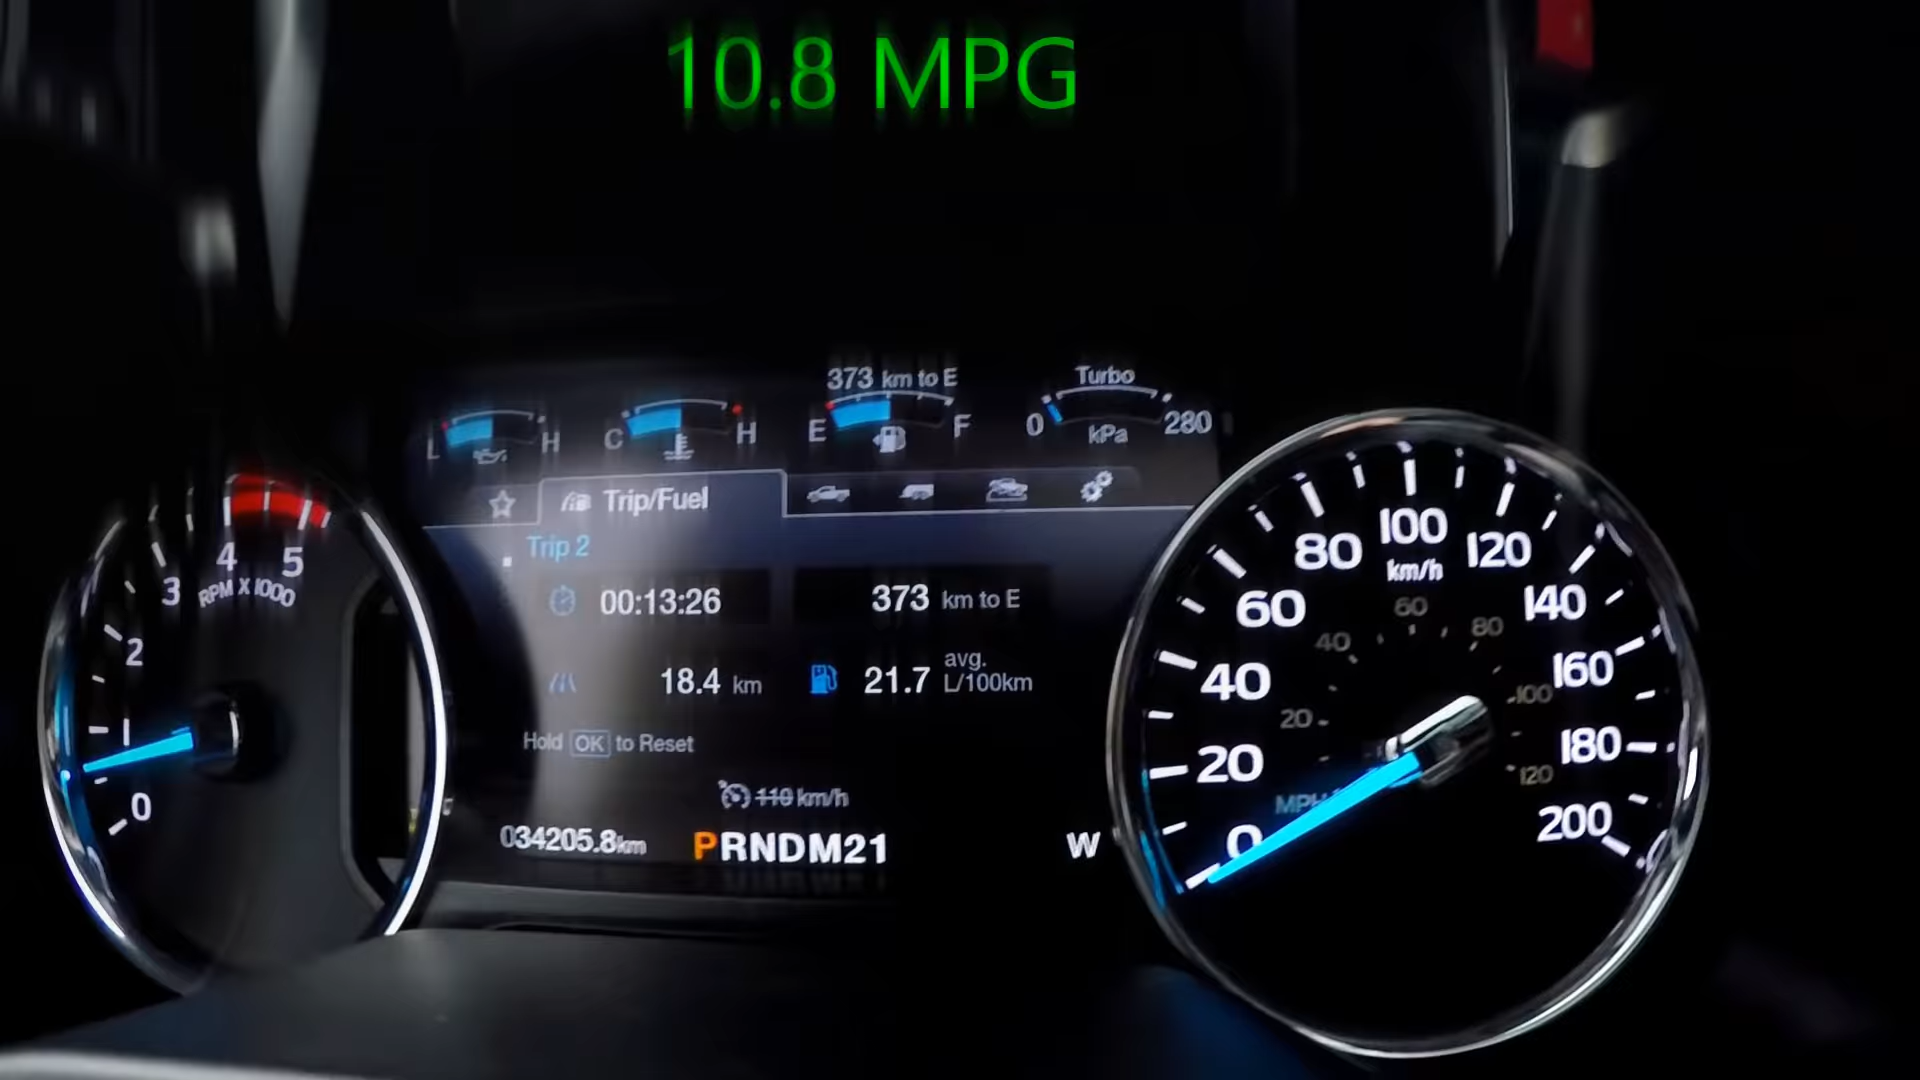 10.8 MPG
373 km to E
Turbo
L H
C H
E F
0 280
kPa
Trip/Fuel
Trip 2
00:13:26
373 km to E
18.4 km
21.7 avg. L/100km
Hold OK to Reset
110 km/h
034205.8km
PRNDM21
W
0
1
2
3
4
5
RPM X 1000
0
20
40
60
80
100
120
140
160
180
200
km/h
20
40
60
80
100
120